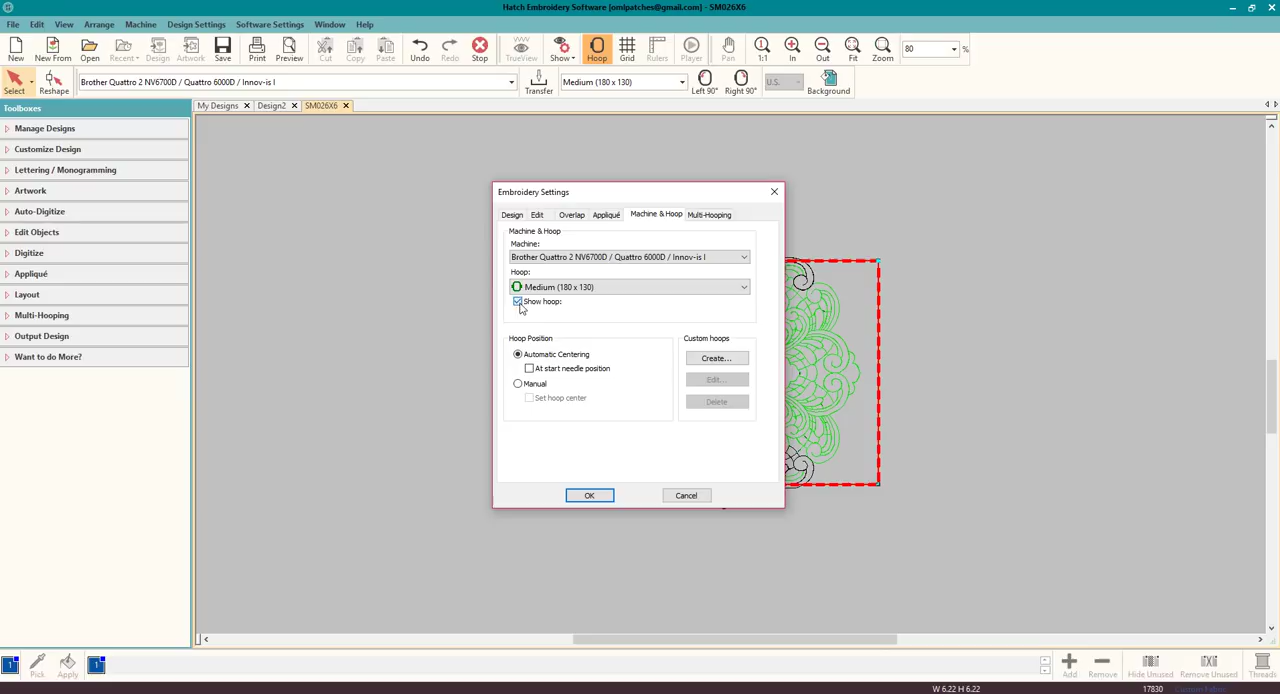 Hatch Embroidery Software [omlpatches@gmail.com] - SM026X6
File Edit View Arrange Machine Design Settings Software Settings Window Help
New New From Open Recent Design Artwork Save Print Preview Cut Copy Paste Undo Redo Stop TrueView Show Hoop Grid Rulers Player Pan 1:1 In Out Fit Zoom 80 %
Select Reshape Brother Quattro 2 NV6700D / Quattro 6000D / Innov-is I Transfer Medium (180 x 130) Left 90° Right 90° U.S. Background
Toolboxes
My Designs Design2 SM026X6
Manage Designs
Customize Design
Lettering / Monogramming
Artwork
Auto-Digitize
Edit Objects
Digitize
Appliqué
Layout
Multi-Hooping
Output Design
Want to do More?
Embroidery Settings
Design Edit Overlap Appliqué Machine & Hoop Multi-Hooping
Machine & Hoop
Machine:
Brother Quattro 2 NV6700D / Quattro 6000D / Innov-is I
Hoop:
Medium (180 x 130)
Show hoop:
Hoop Position
Automatic Centering
At start needle position
Manual
Set hoop center
Custom hoops
Create...
Edit...
Delete
OK Cancel
1 Pick Apply 1 Add Remove Hide Unused Remove Unused Threads
W 6.22 H 6.22 17830 Custom Fabric